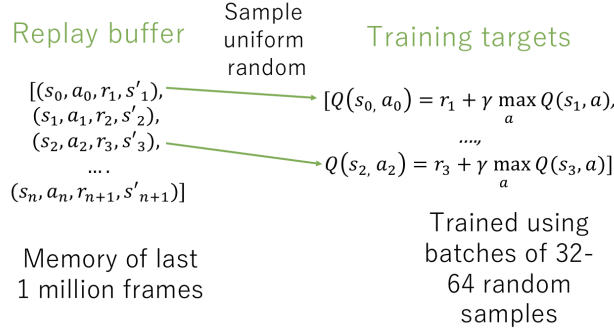 Replay buffer
[(s₀, a₀, r₁, s′₁),
(s₁, a₁, r₂, s′₂),
(s₂, a₂, r₃, s′₃),
….
(sₙ, aₙ, rₙ₊₁, s′ₙ₊₁)]
Memory of last
1 million frames
Sample
uniform
random
Training targets
[Q(s₀, a₀) = r₁ + γ max Q(s₁, a),
a
….,
Q(s₂, a₂) = r₃ + γ max Q(s₃, a)]
a
Trained using
batches of 32-
64 random
samples